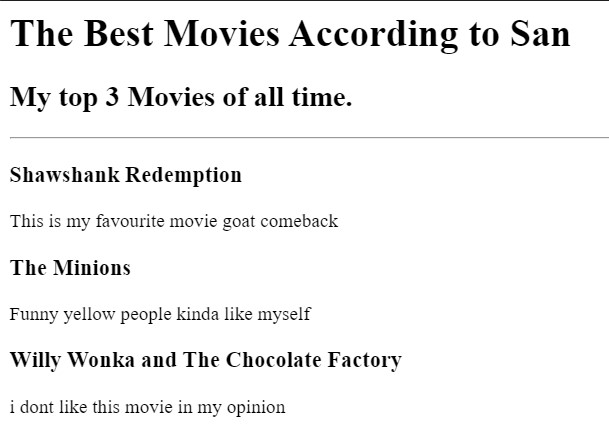 The Best Movies According to San
My top 3 Movies of all time.
Shawshank Redemption
This is my favourite movie goat comeback
The Minions
Funny yellow people kinda like myself
Willy Wonka and The Chocolate Factory
i dont like this movie in my opinion